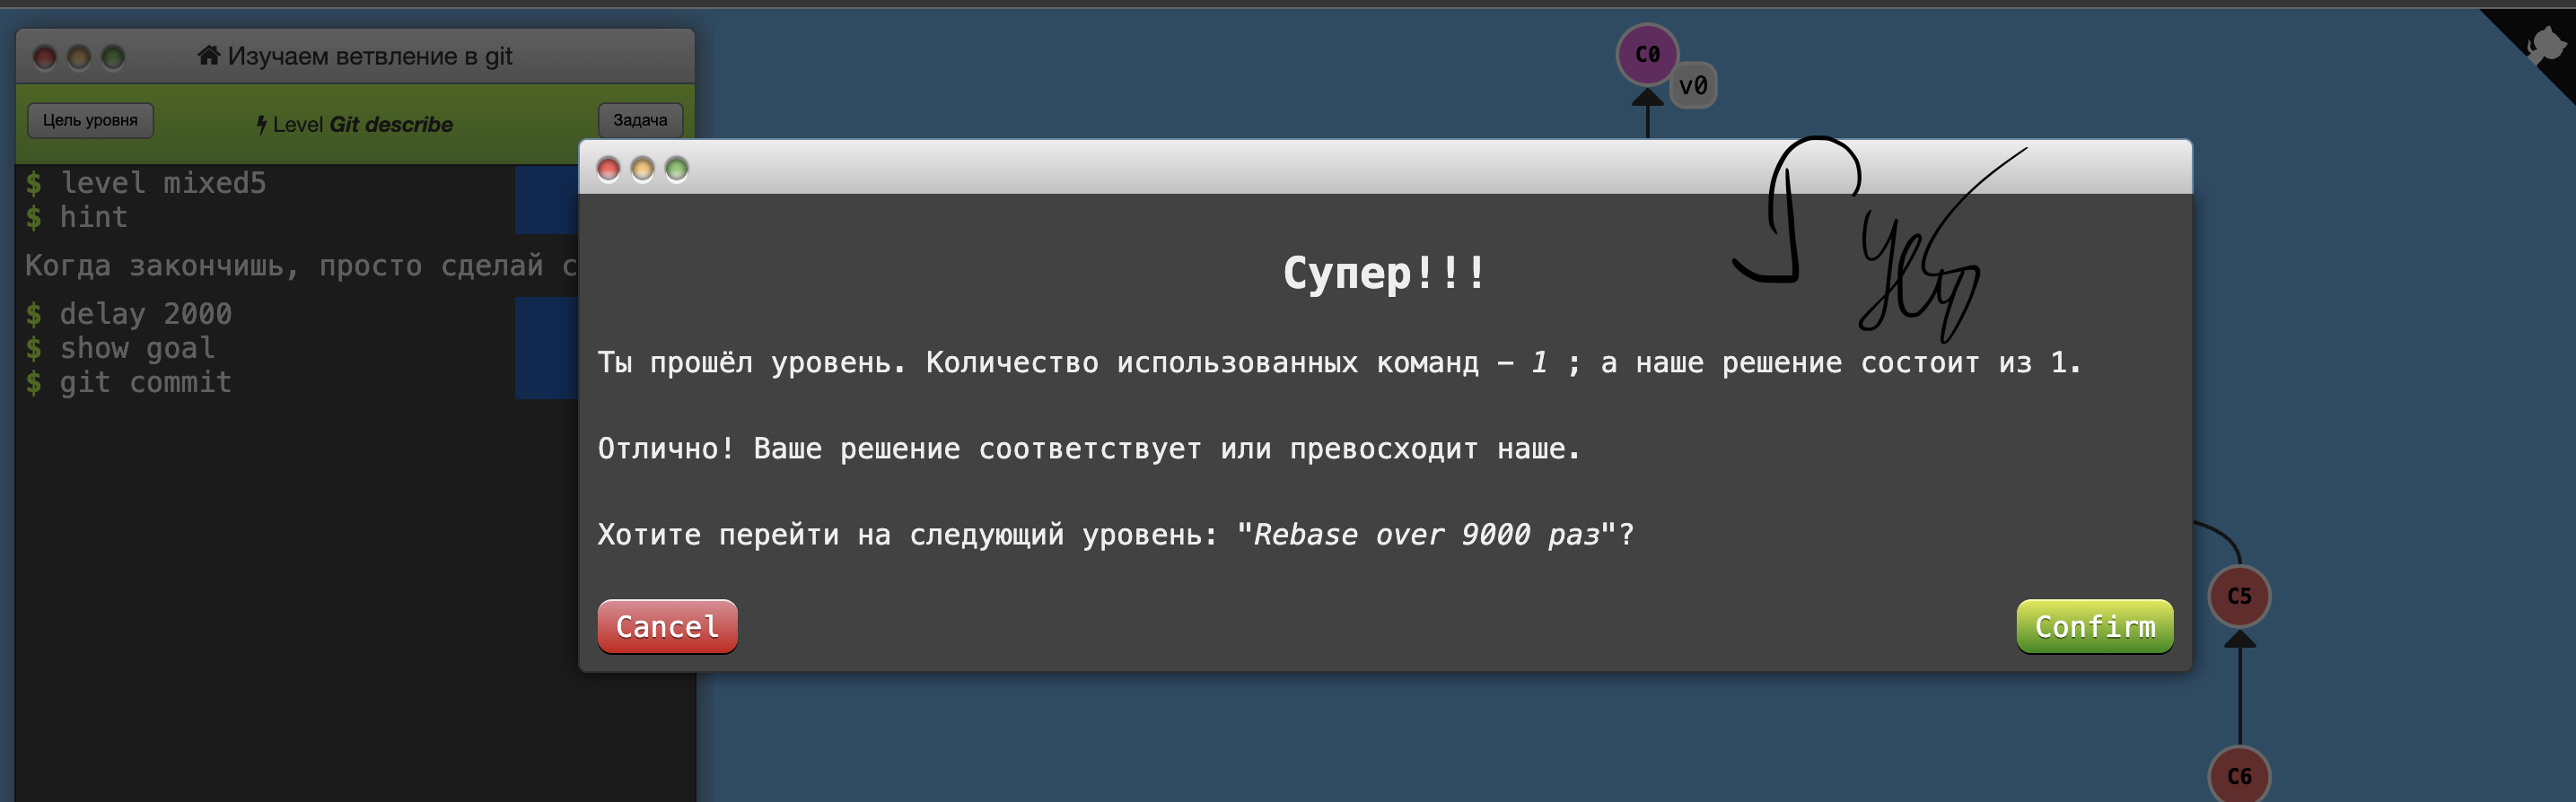 Изучаем ветвление в git
Цель уровня
Level Git describe
Задача
$ level mixed5
$ hint
Когда закончишь, просто сделай с
$ delay 2000
$ show goal
$ git commit
C0
v0
Супер!!!
Ты прошёл уровень. Количество использованных команд – 1 ; а наше решение состоит из 1.
Отлично! Ваше решение соответствует или превосходит наше.
Хотите перейти на следующий уровень: "Rebase over 9000 раз"?
Cancel
Confirm
C5
C6